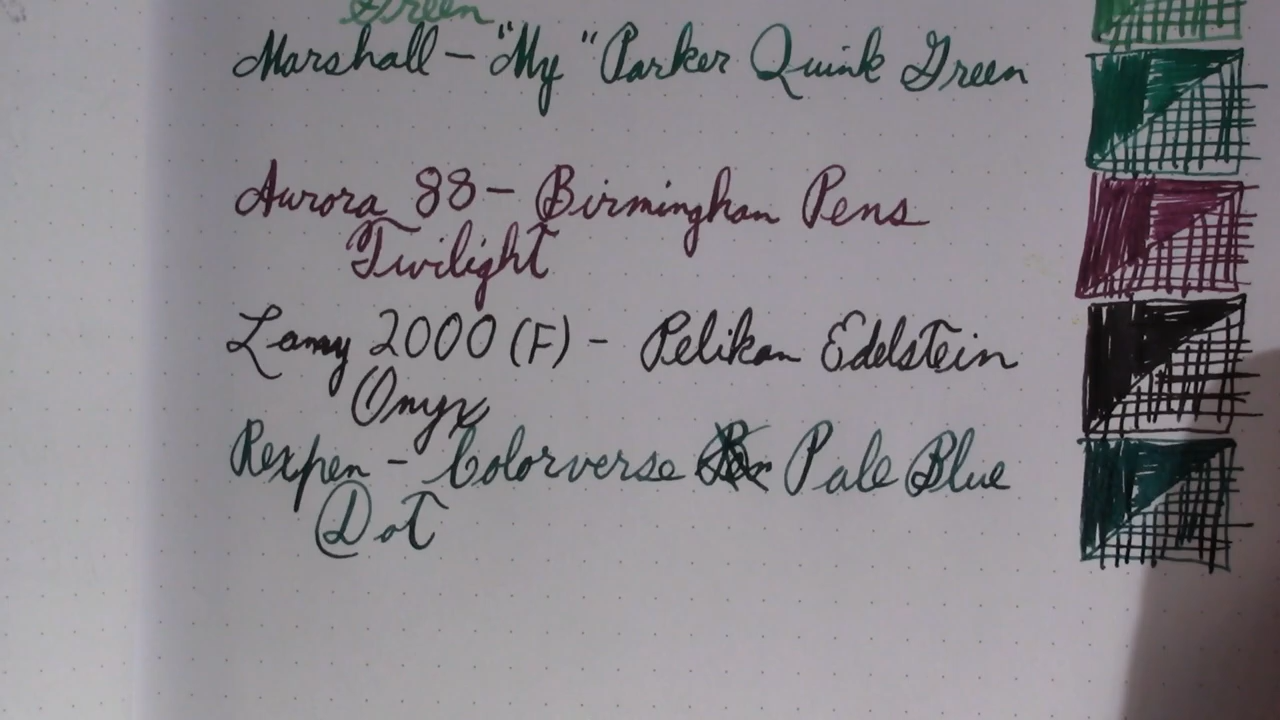 Green
Marshall - "My" Parker Quink Green
Aurora 88 - Birmingham Pens
Twilight
Lamy 2000 (F) - Pelikan Edelstein
Onyx
Rexpen - Colorverse Pale Blue
Dot